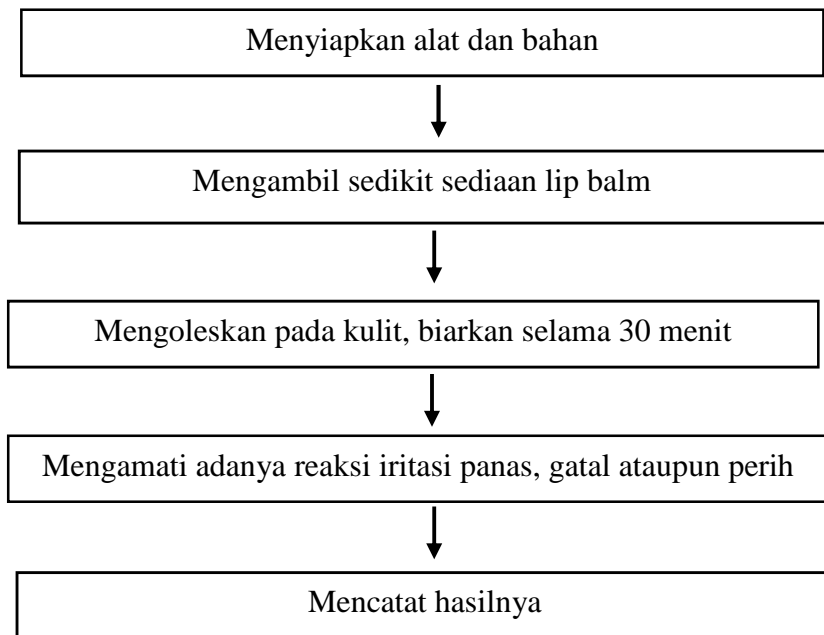 Menyiapkan alat dan bahan
Mengambil sedikit sediaan lip balm
Mengoleskan pada kulit, biarkan selama 30 menit
Mengamati adanya reaksi iritasi panas, gatal ataupun perih
Mencatat hasilnya